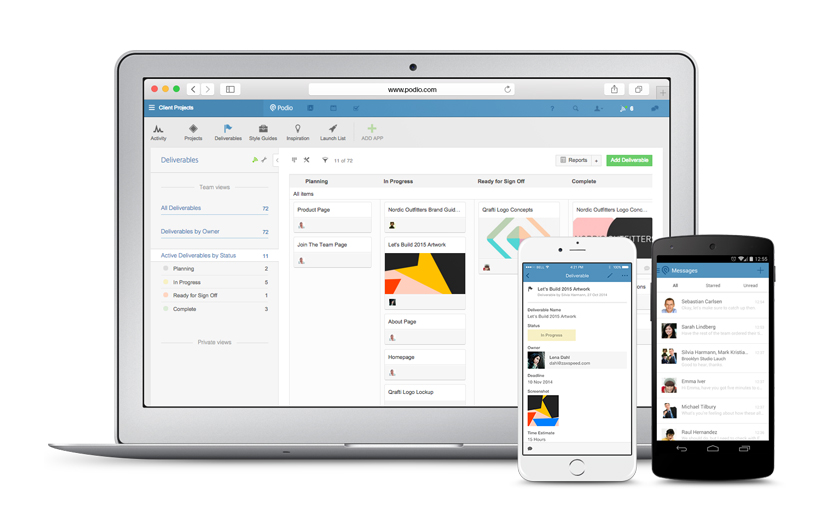 www.podio.com
Client Projects
Podio
Activity
Projects
Deliverables
Style Guides
Inspiration
Launch List
ADD APP
Deliverables
11 of 72
Reports
Add Deliverable
Team views
All Deliverables 72
Deliverables by Owner 72
Active Deliverables by Status 11
Planning 2
In Progress 5
Ready for Sign Off 1
Complete 3
Private views
Planning
In Progress
Ready for Sign Off
Complete
All items
Product Page
Join The Team Page
Nordic Outfitters Brand Guid...
Let's Build 2015 Artwork
About Page
Homepage
Qraffi Logo Lockup
Qraffi Logo Concepts
Nordic Outfitters Logo Conc...
4:21 PM
Deliverable
Let's Build 2015 Artwork
Deliverable Name
Let's Build 2015 Artwork
Status
In Progress
Owner
Lena Dahl
Deadline
10 Nov 2014
Screenshot
Time Estimate
10 Hours
12:55
Messages
All
Starred
Unread
Sebastian Carlsen
Sarah Lindberg
Silvia Harmann, Mark Kristia...
Brooklyn Studio Lauch
Emma Iver
Michael Tilbury
Raul Hernandez